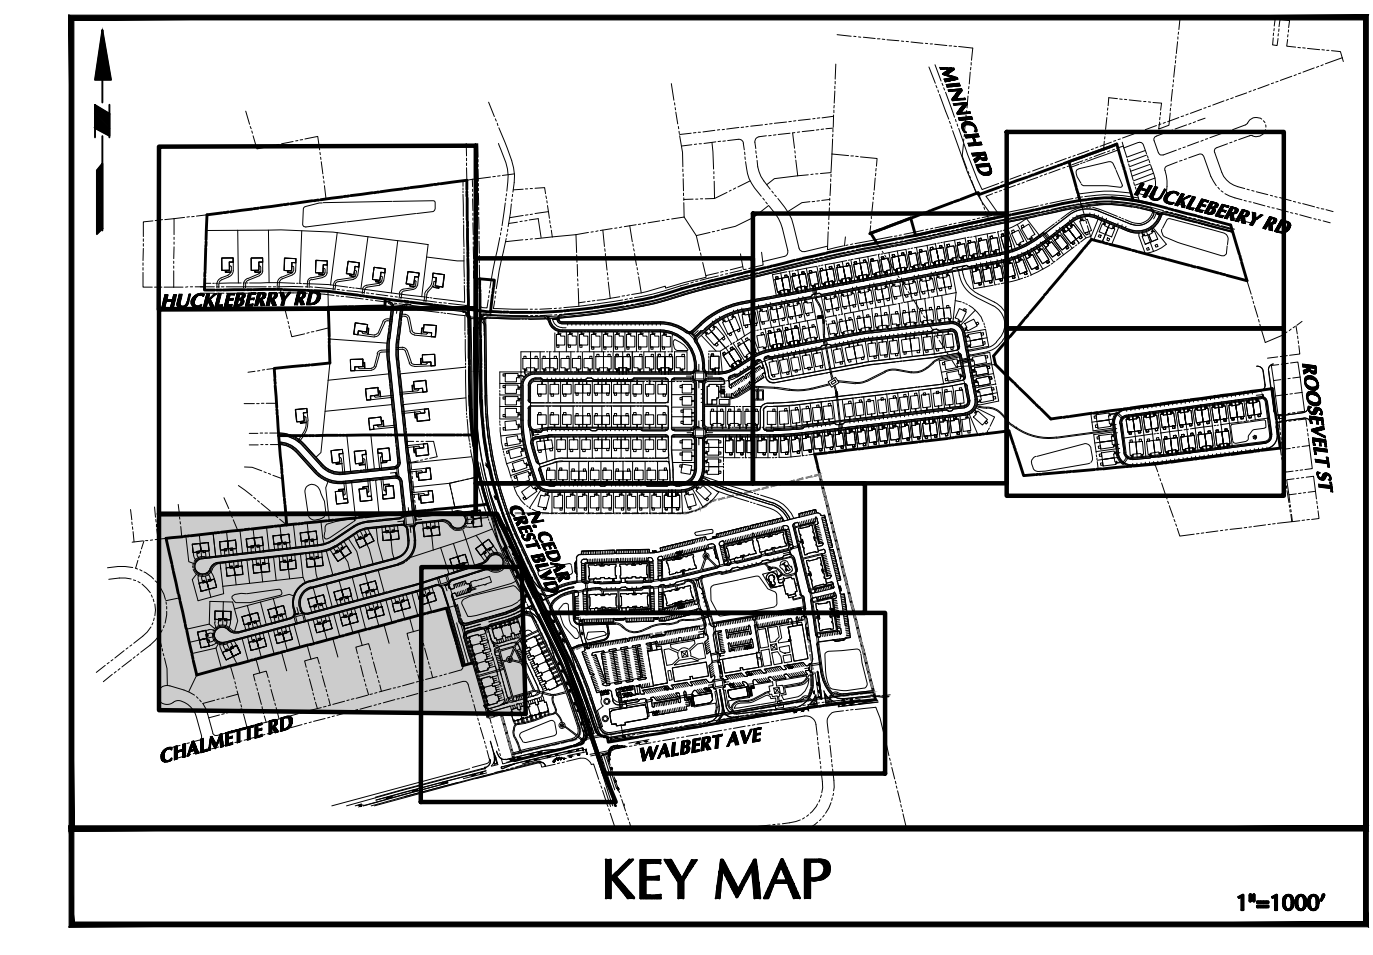 MINNICH RD
HUCKLEBERRY RD
HUCKLEBERRY RD
ROOSEVELT ST
N. CEDAR
CREST BLVD
CHALMETTE RD
WALBERT AVE
KEY MAP
1"=1000'